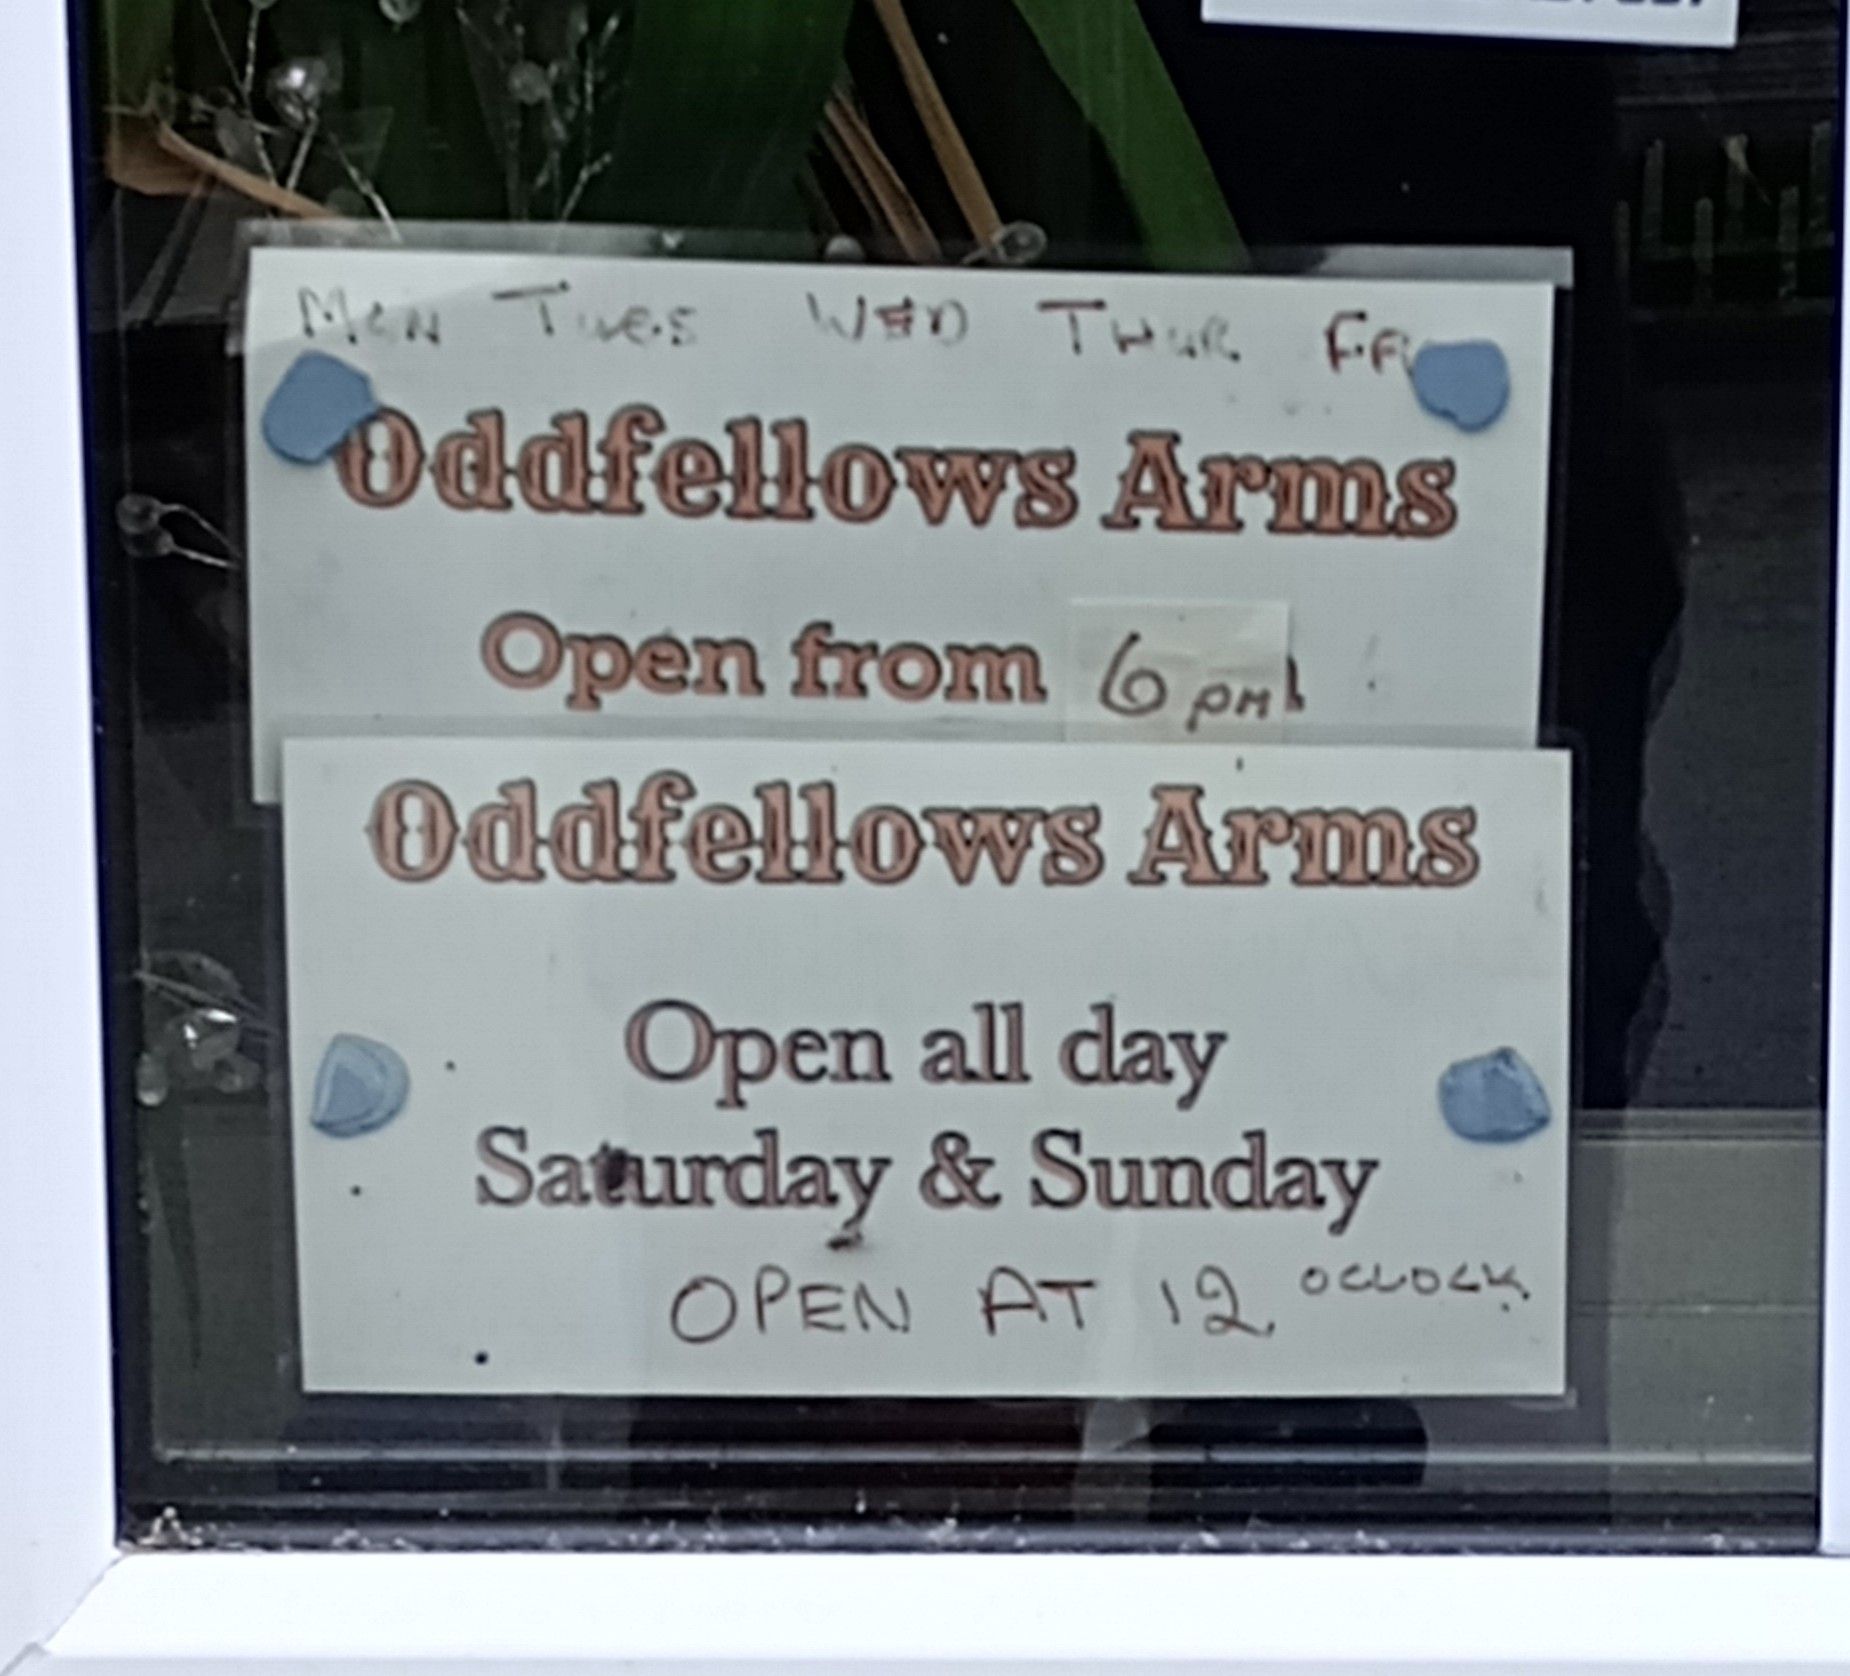 MON TUES WED THUR FRI
Oddfellows Arms
Open from 6pm
Oddfellows Arms
Open all day
Saturday & Sunday
OPEN AT 12 OCLOCK